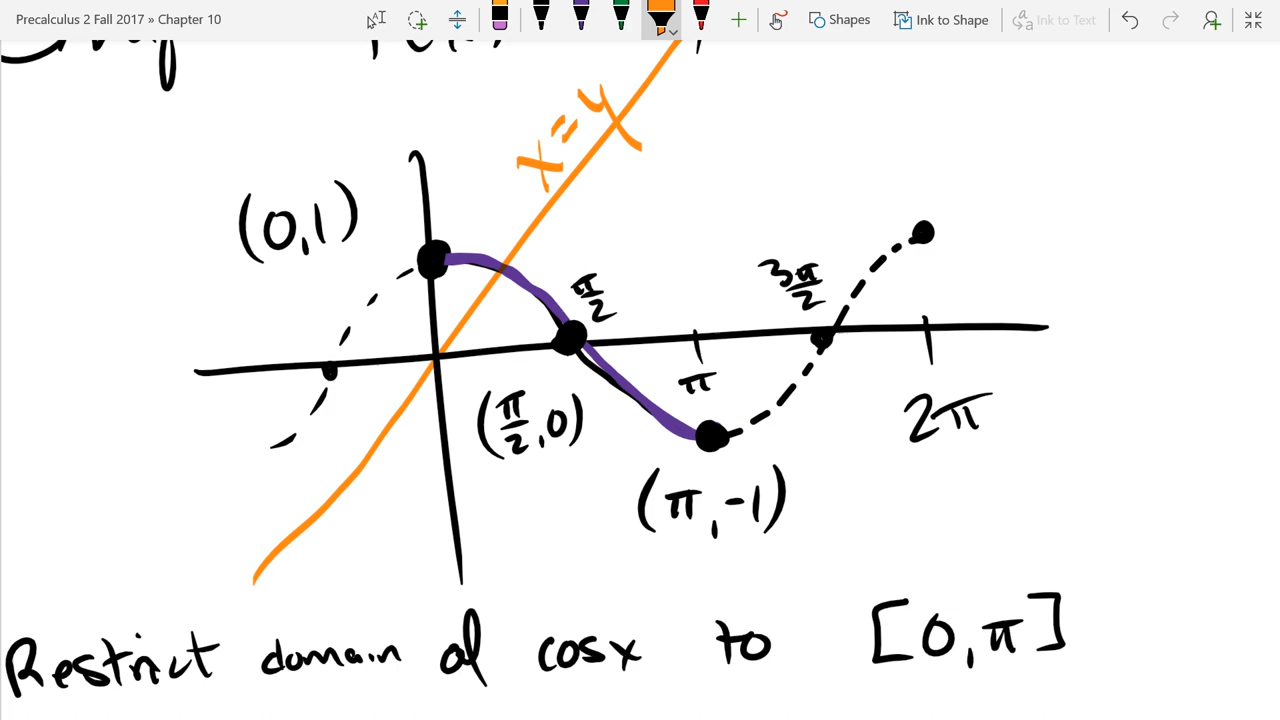 Precalculus 2 Fall 2017 » Chapter 10
Shapes
Ink to Shape
Ink to Text
x=y
(0,1)
π/2
3π/2
π
2π
(π/2,0)
(π,-1)
Restrict domain of cosx to [0,π]